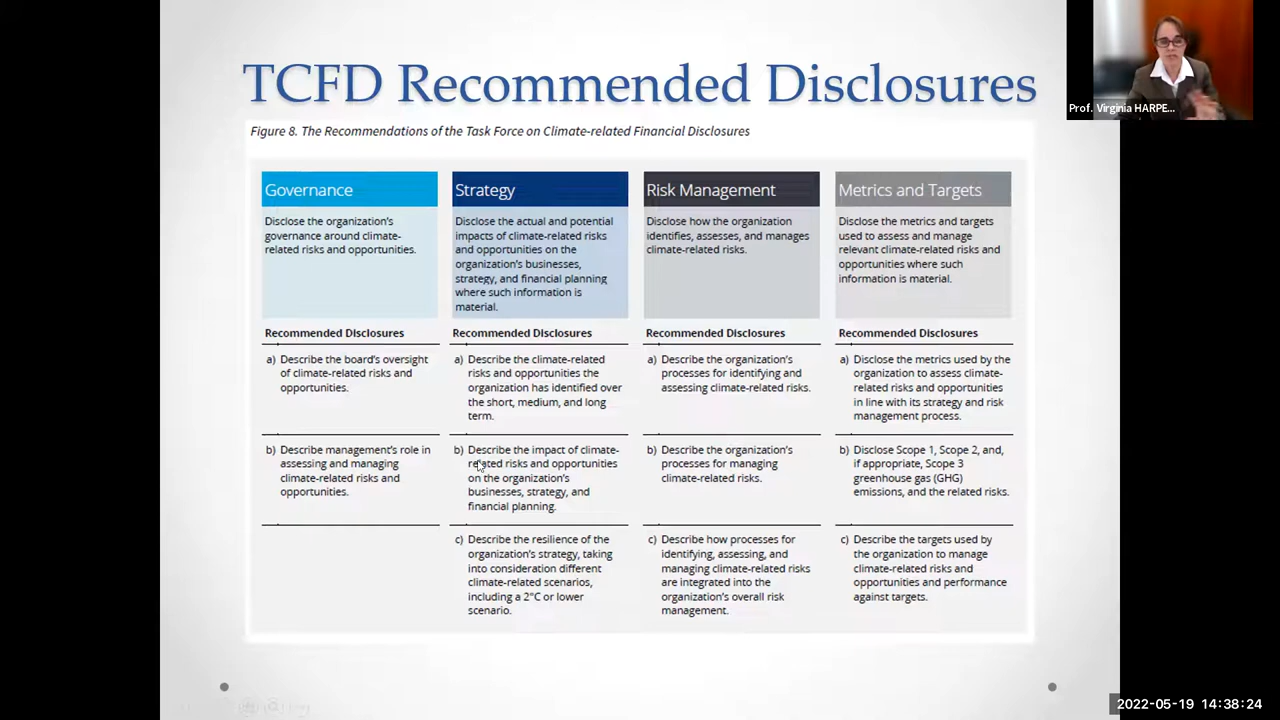 TCFD Recommended Disclosures
Prof. Virginia HARPE...
Figure 8. The Recommendations of the Task Force on Climate-related Financial Disclosures
Governance
Disclose the organization's
governance around climate-
related risks and opportunities.
Recommended Disclosures
a) Describe the board's oversight
of climate-related risks and
opportunities.
b) Describe management's role in
assessing and managing
climate-related risks and
opportunities.
Strategy
Disclose the actual and potential
impacts of climate-related risks
and opportunities on the
organization's businesses,
strategy, and financial planning
where such information is
material.
Recommended Disclosures
a) Describe the climate-related
risks and opportunities the
organization has identified over
the short, medium, and long
term.
b) Describe the impact of climate-
related risks and opportunities
on the organization's
businesses, strategy, and
financial planning.
c) Describe the resilience of the
organization's strategy, taking
into consideration different
climate-related scenarios,
including a 2°C or lower
scenario.
Risk Management
Disclose how the organization
identifies, assesses, and manages
climate-related risks.
Recommended Disclosures
a) Describe the organization's
processes for identifying and
assessing climate-related risks.
b) Describe the organization's
processes for managing
climate-related risks.
c) Describe how processes for
identifying, assessing, and
managing climate-related risks
are integrated into the
organization's overall risk
management.
Metrics and Targets
Disclose the metrics and targets
used to assess and manage
relevant climate-related risks and
opportunities where such
information is material.
Recommended Disclosures
a) Disclose the metrics used by the
organization to assess climate-
related risks and opportunities
in line with its strategy and risk
management process.
b) Disclose Scope 1, Scope 2, and,
if appropriate, Scope 3
greenhouse gas (GHG)
emissions, and the related risks.
c) Describe the targets used by
the organization to manage
climate-related risks and
opportunities and performance
against targets.
2022-05-19 14:38:24